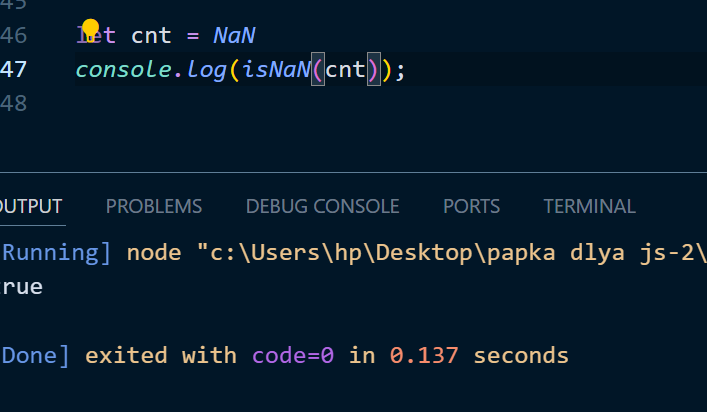 45
46 let cnt = NaN
47 console.log(isNaN(cnt));
48
OUTPUT PROBLEMS DEBUG CONSOLE PORTS TERMINAL
[Running] node "c:\Users\hp\Desktop\papka dlya js-2\
true
[Done] exited with code=0 in 0.137 seconds